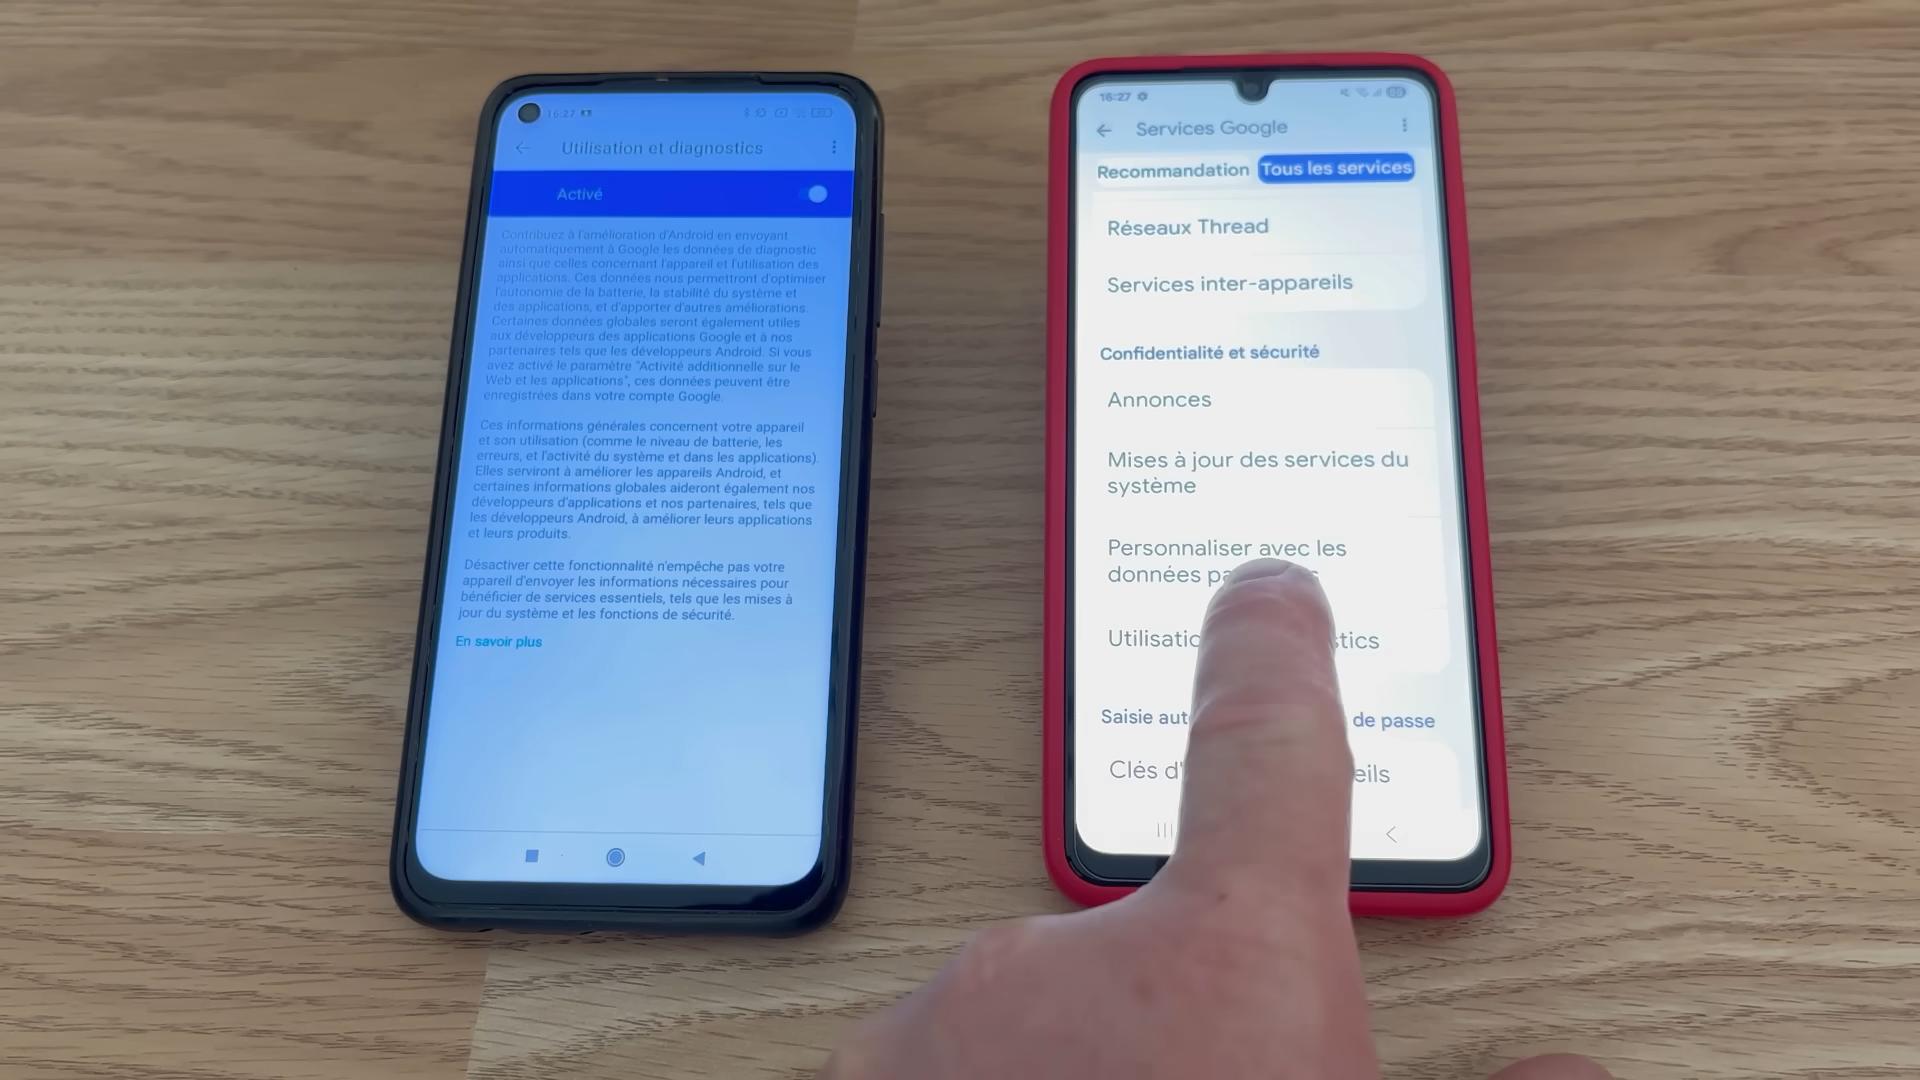 16:27
Utilisation et diagnostics
Activé
Contribuez à l'amélioration d'Android en envoyant
automatiquement à Google les données de diagnostic
ainsi que celles concernant l'appareil et l'utilisation des
applications. Ces données nous permettront d'optimiser
l'autonomie de la batterie, la stabilité du système et
des applications, et d'apporter d'autres améliorations.
Certaines données globales seront également utiles
aux développeurs des applications Google et à nos
partenaires tels que les développeurs Android. Si vous
avez activé le paramètre "Activité additionnelle sur le
Web et les applications", ces données peuvent être
enregistrées dans votre compte Google.
Ces informations générales concernent votre appareil
et son utilisation (comme le niveau de batterie, les
erreurs, et l'activité du système et dans les applications).
Elles serviront à améliorer les appareils Android, et
certaines informations globales aideront également nos
développeurs d'applications et nos partenaires, tels que
les développeurs Android, à améliorer leurs applications
et leurs produits.
Désactiver cette fonctionnalité n'empêche pas votre
appareil d'envoyer les informations nécessaires pour
bénéficier de services essentiels, tels que les mises à
jour du système et les fonctions de sécurité.
En savoir plus
16:27
Services Google
Recommandation Tous les services
Réseaux Thread
Services inter-appareils
Confidentialité et sécurité
Annonces
Mises à jour des services du
système
Personnaliser avec les
données
Saisie de passe
Clés